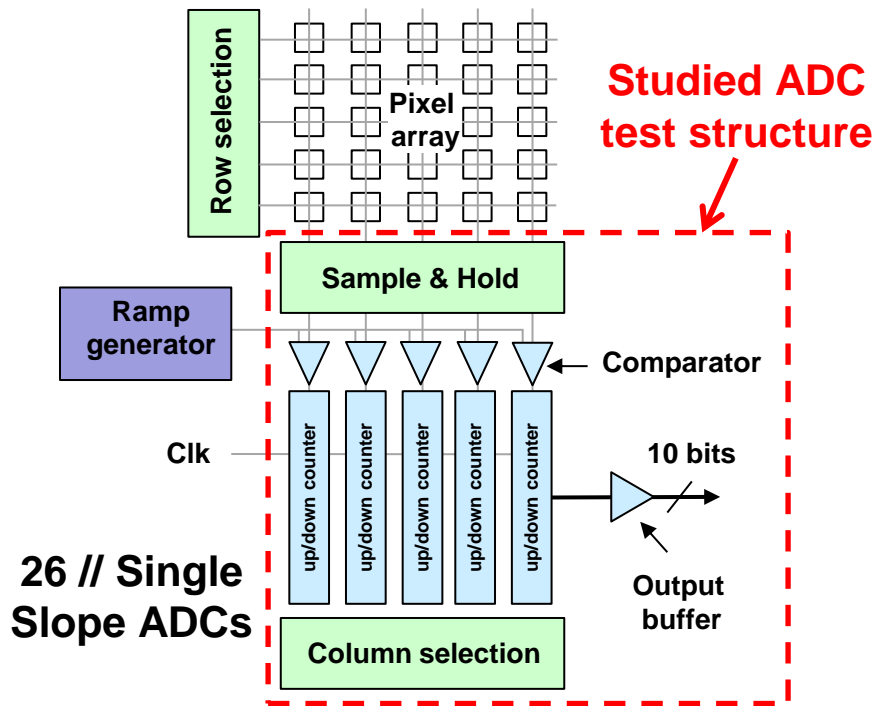 Row selection
Pixel
array
Studied ADC
test structure
Sample & Hold
Ramp
generator
Comparator
Clk
up/down counter
up/down counter
up/down counter
up/down counter
up/down counter
10 bits
26 // Single
Slope ADCs
Output
buffer
Column selection